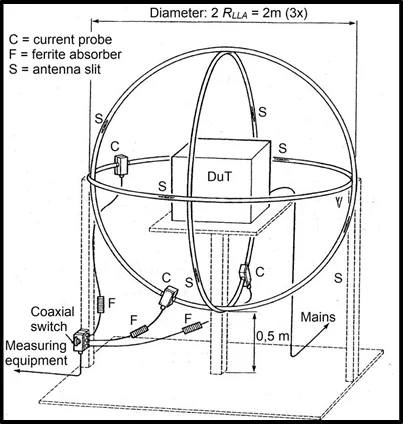 Diameter: 2 RLLA = 2m (3x)
C = current probe
F = ferrite absorber
S = antenna slit
S
S
C
S
DuT
S
V
S
C
C
S
F
Coaxial
switch
F
F
Mains
Measuring
equipment
0,5 m